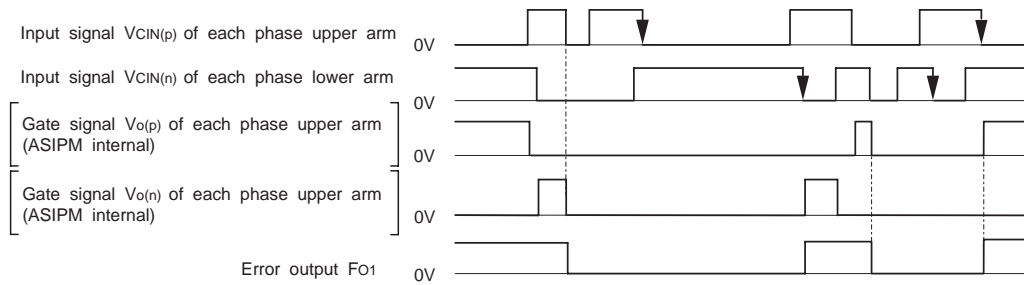 Input signal VCIN(p) of each phase upper arm
0V
Input signal VCIN(n) of each phase lower arm
0V
Gate signal Vo(p) of each phase upper arm
(ASIPM internal)
0V
Gate signal Vo(n) of each phase upper arm
(ASIPM internal)
0V
Error output FO1
0V